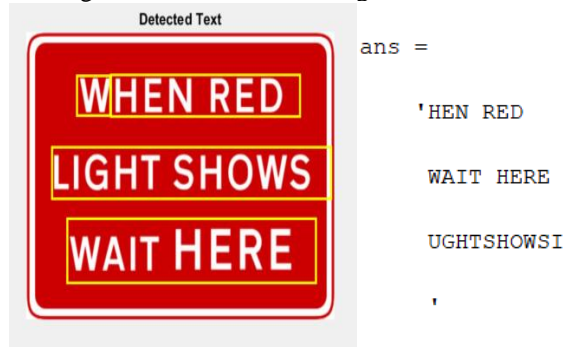 Detected Text
WHEN RED
LIGHT SHOWS
WAIT HERE
ans =
'HEN RED
WAIT HERE
UGHTSHOWSI
'